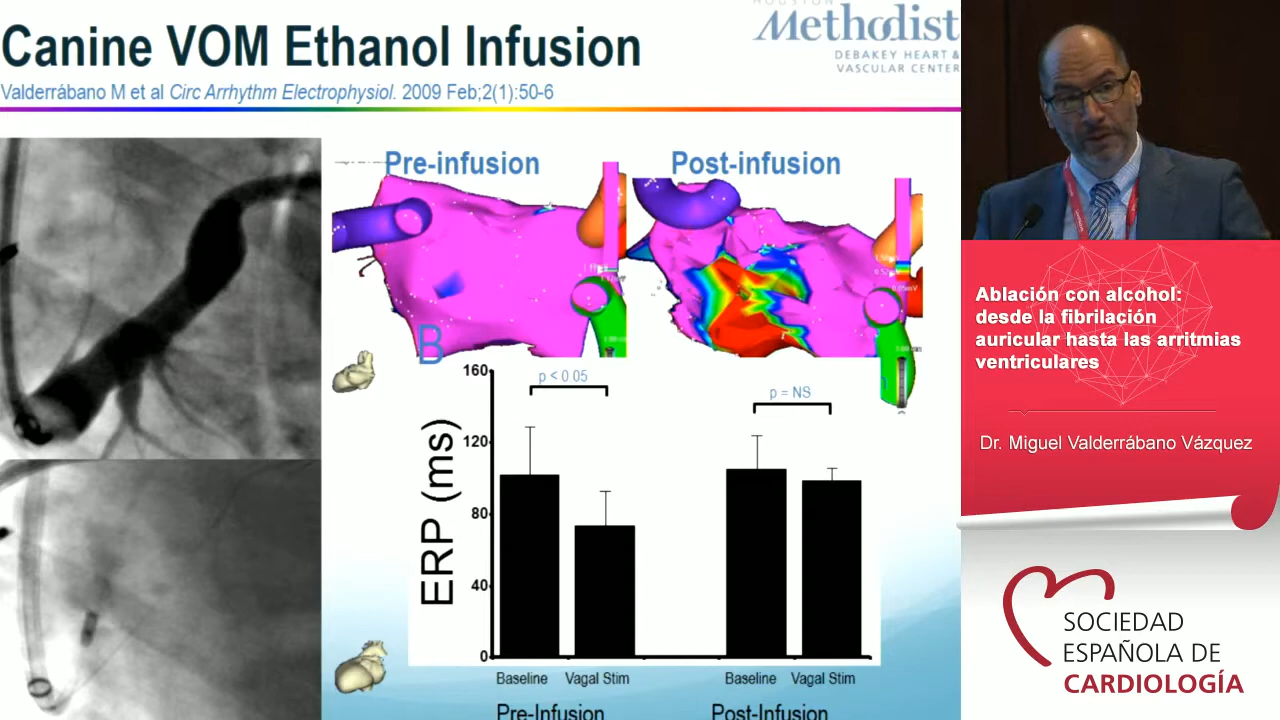 Canine VOM Ethanol Infusion
Valderrábano M et al Circ Arrhythm Electrophysiol. 2009 Feb;2(1):50-6
HOUSTON
Methodist
DEBAKEY HEART &
VASCULAR CENTER
Pre-infusion
Post-infusion
B
160
120
80
40
0
ERP (ms)
p < 0.05
p = NS
Baseline
Vagal Stim
Baseline
Vagal Stim
Pre-Infusion
Post-Infusion
Ablación con alcohol:
desde la fibrilación
auricular hasta las arritmias
ventriculares
Dr. Miguel Valderrábano Vázquez
SOCIEDAD
ESPAÑOLA DE
CARDIOLOGÍA